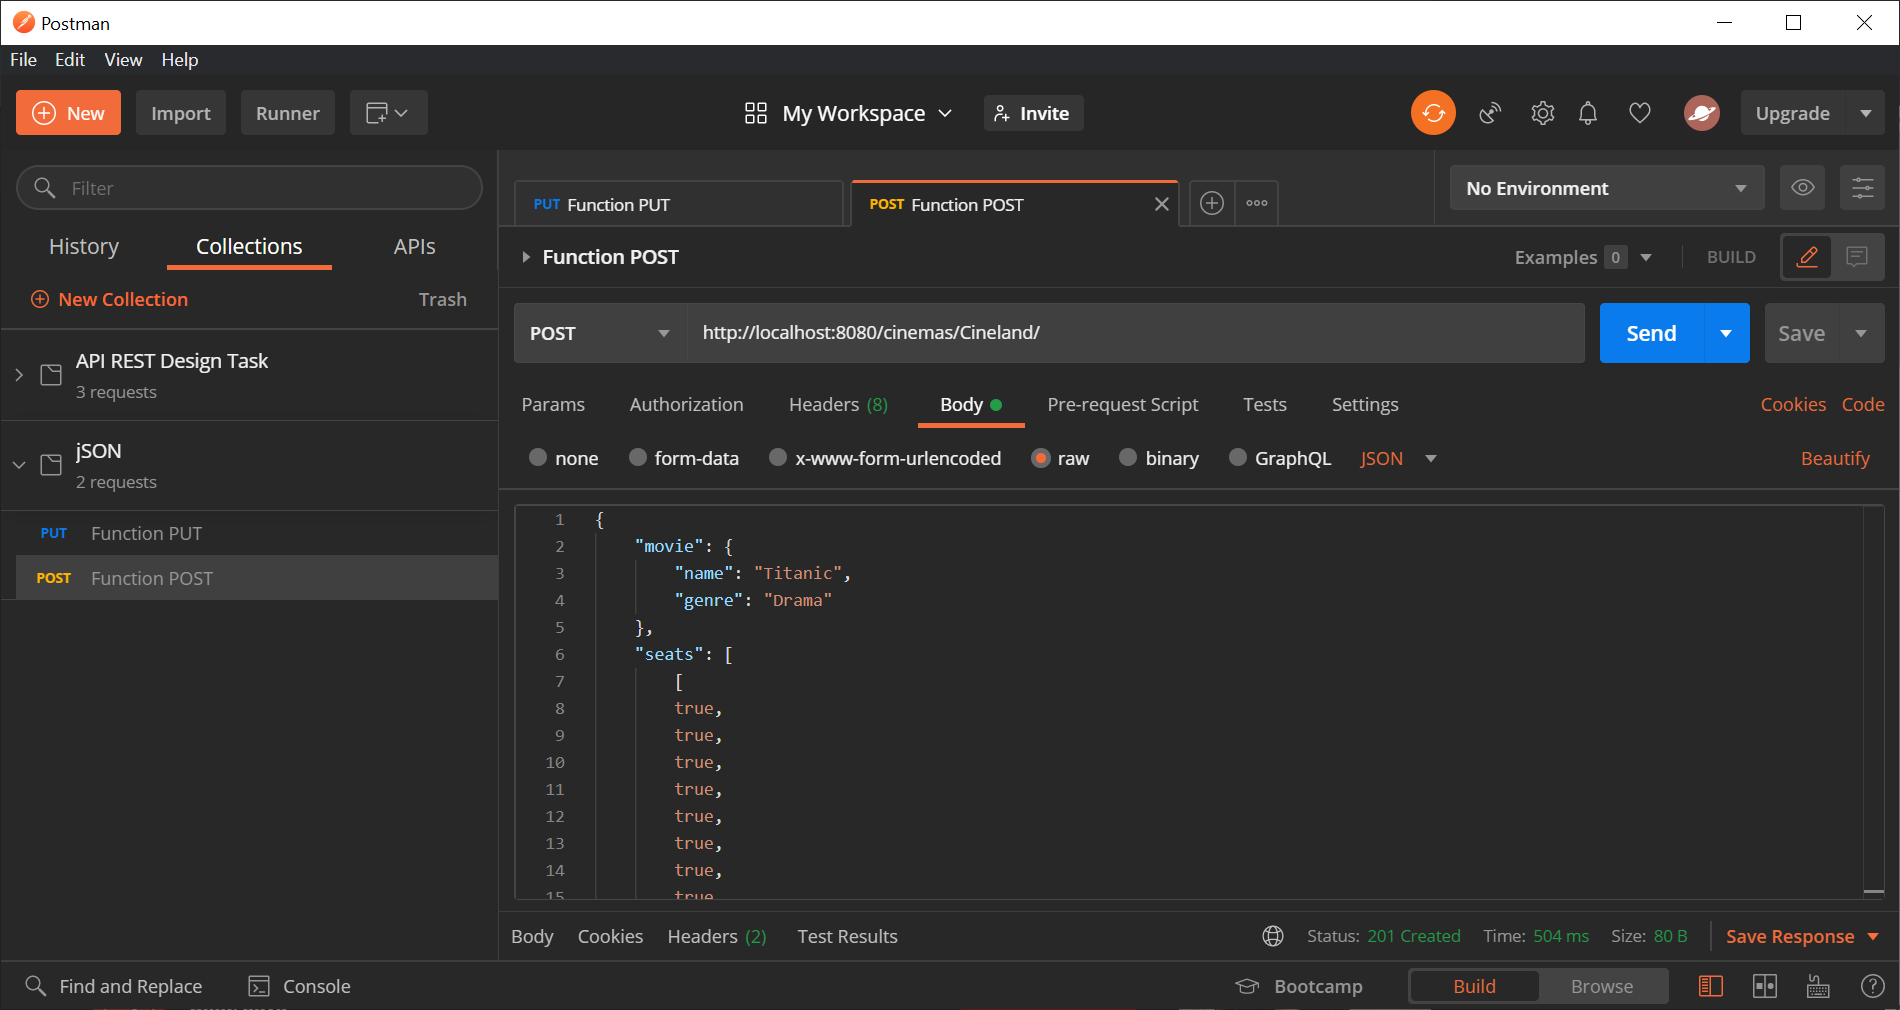 Postman
File Edit View Help
New Import Runner My Workspace Invite Upgrade
Filter
History Collections APIs
New Collection Trash
API REST Design Task
3 requests
jSON
2 requests
PUT Function PUT
POST Function POST
PUT Function PUT POST Function POST No Environment
Function POST Examples 0 BUILD
POST http://localhost:8080/cinemas/Cineland/ Send Save
Params Authorization Headers (8) Body Pre-request Script Tests Settings Cookies Code
none form-data x-www-form-urlencoded raw binary GraphQL JSON Beautify
1 {
2 "movie": {
3 "name": "Titanic",
4 "genre": "Drama"
5 },
6 "seats": [
7 [
8 true,
9 true,
10 true,
11 true,
12 true,
13 true,
14 true,
15 true
Body Cookies Headers (2) Test Results Status: 201 Created Time: 504 ms Size: 80 B Save Response
Find and Replace Console Bootcamp Build Browse